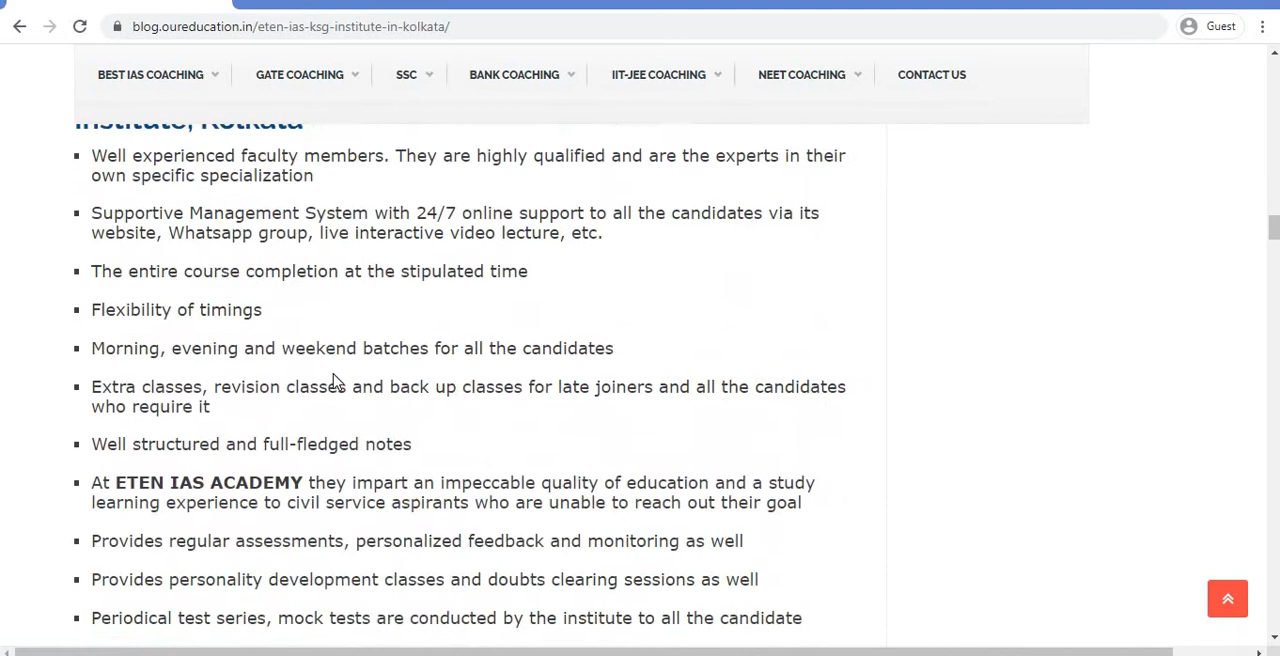 blog.oureducation.in/eten-ias-ksg-institute-in-kolkata/
Guest
BEST IAS COACHING GATE COACHING SSC BANK COACHING IIT-JEE COACHING NEET COACHING CONTACT US
Institute, Kolkata
Well experienced faculty members. They are highly qualified and are the experts in their
own specific specialization
Supportive Management System with 24/7 online support to all the candidates via its
website, Whatsapp group, live interactive video lecture, etc.
The entire course completion at the stipulated time
Flexibility of timings
Morning, evening and weekend batches for all the candidates
Extra classes, revision classes and back up classes for late joiners and all the candidates
who require it
Well structured and full-fledged notes
At ETEN IAS ACADEMY they impart an impeccable quality of education and a study
learning experience to civil service aspirants who are unable to reach out their goal
Provides regular assessments, personalized feedback and monitoring as well
Provides personality development classes and doubts clearing sessions as well
Periodical test series, mock tests are conducted by the institute to all the candidate